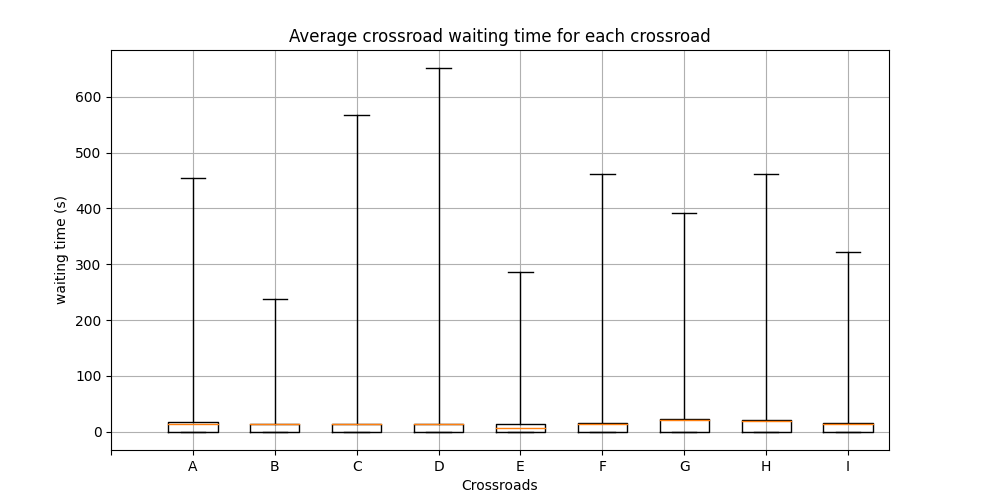 Average crossroad waiting time for each crossroad
waiting time (s)
600
500
400
300
200
100
0
A B C D E F G H I
Crossroads